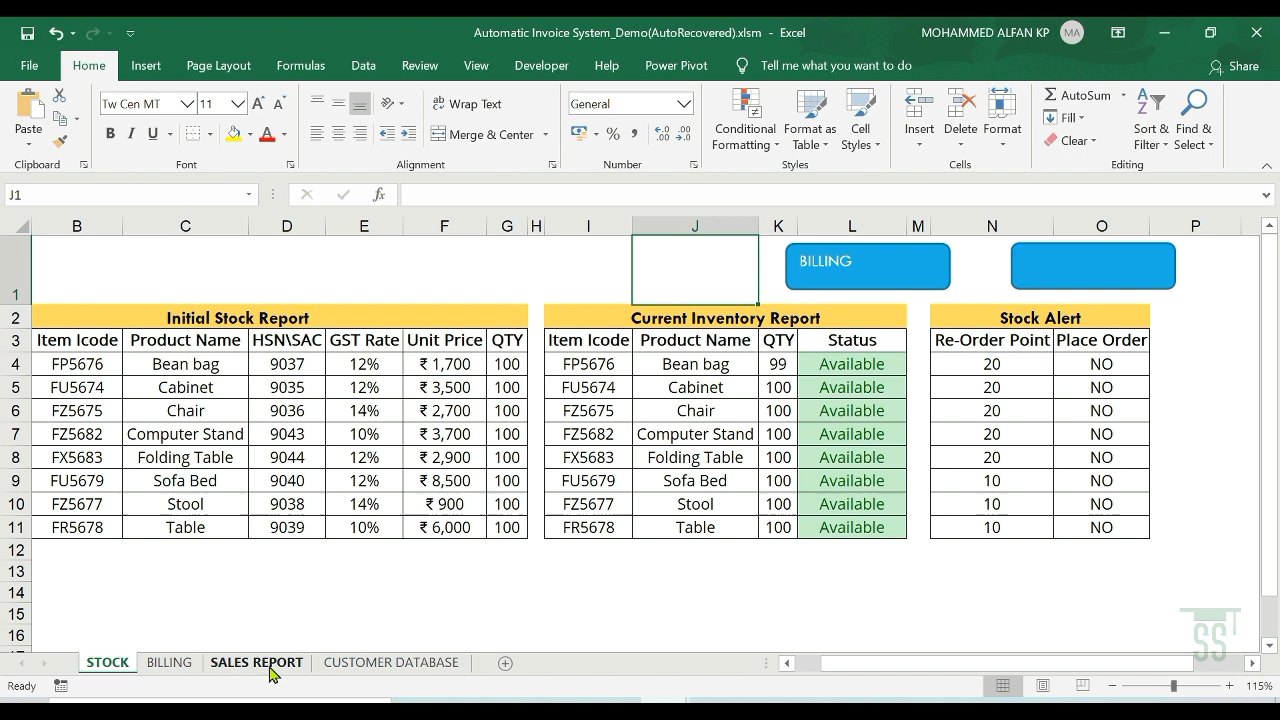 Automatic Invoice System_Demo(AutoRecovered).xlsm - Excel
MOHAMMED ALFAN KP
MA
File Home Insert Page Layout Formulas Data Review View Developer Help Power Pivot Tell me what you want to do Share
Paste
Clipboard
Tw Cen MT 11
B I U
Font
Wrap Text
Merge & Center
Alignment
General
Number
Conditional Formatting
Format as Table
Cell Styles
Styles
Insert Delete Format
Cells
AutoSum
Fill
Clear
Sort & Filter
Find & Select
Editing
J1
fx
B C D E F G H I J K L M N O P
1 BILLING
2 Initial Stock Report Current Inventory Report Stock Alert
3 Item Icode Product Name HSN\SAC GST Rate Unit Price QTY Item Icode Product Name QTY Status Re-Order Point Place Order
4 FP5676 Bean bag 9037 12% ₹ 1,700 100 FP5676 Bean bag 99 Available 20 NO
5 FU5674 Cabinet 9035 12% ₹ 3,500 100 FU5674 Cabinet 100 Available 20 NO
6 FZ5675 Chair 9036 14% ₹ 2,700 100 FZ5675 Chair 100 Available 20 NO
7 FZ5682 Computer Stand 9043 10% ₹ 3,700 100 FZ5682 Computer Stand 100 Available 20 NO
8 FX5683 Folding Table 9044 12% ₹ 2,900 100 FX5683 Folding Table 100 Available 20 NO
9 FU5679 Sofa Bed 9040 12% ₹ 8,500 100 FU5679 Sofa Bed 100 Available 10 NO
10 FZ5677 Stool 9038 14% ₹ 900 100 FZ5677 Stool 100 Available 10 NO
11 FR5678 Table 9039 10% ₹ 6,000 100 FR5678 Table 100 Available 10 NO
12
13
14
15
16
SS
STOCK BILLING SALES REPORT CUSTOMER DATABASE
Ready
115%